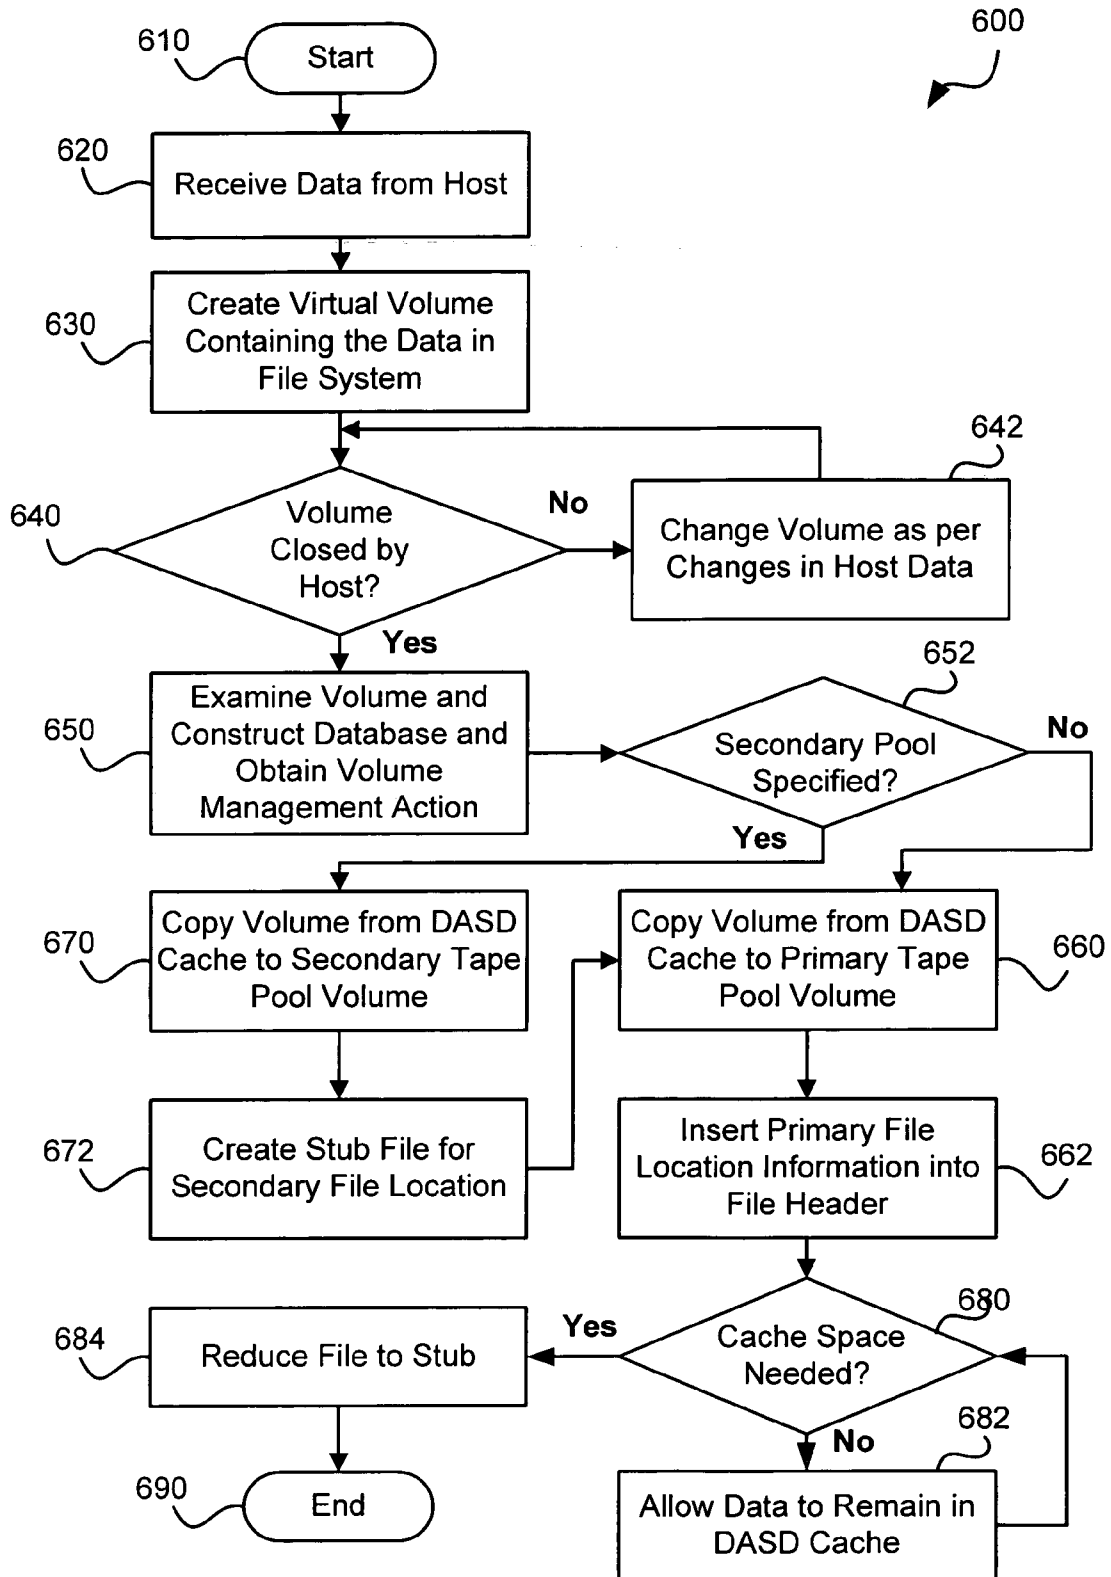 600
610
Start
620
Receive Data from Host
630
Create Virtual Volume
Containing the Data in
File System
642
640
Volume
Closed by
Host?
No
Change Volume as per
Changes in Host Data
Yes
652
650
Examine Volume and
Construct Database and
Obtain Volume
Management Action
Secondary Pool
Specified?
No
Yes
670
Copy Volume from DASD
Cache to Secondary Tape
Pool Volume
Copy Volume from DASD
Cache to Primary Tape
Pool Volume
660
672
Create Stub File for
Secondary File Location
Insert Primary File
Location Information into
File Header
662
680
684
Reduce File to Stub
Yes
Cache Space
Needed?
682
No
690
End
Allow Data to Remain in
DASD Cache